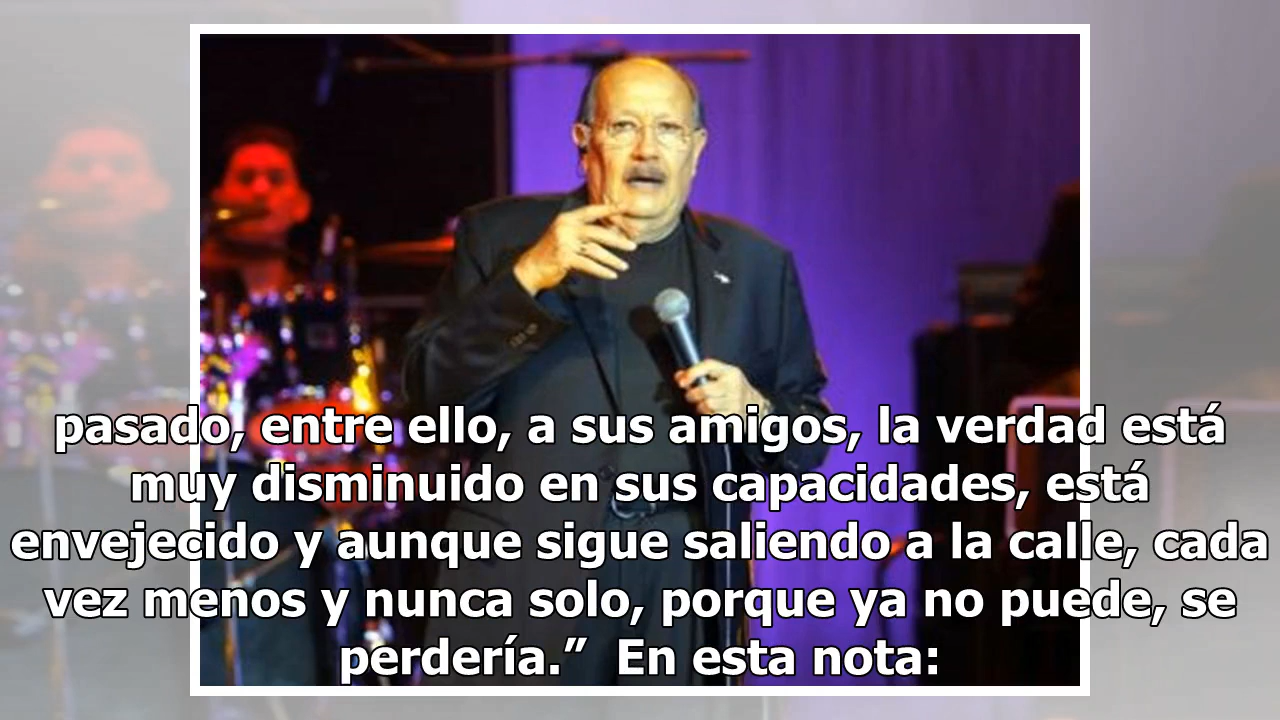 pasado, entre ello, a sus amigos, la verdad está
muy disminuido en sus capacidades, está
envejecido y aunque sigue saliendo a la calle, cada
vez menos y nunca solo, porque ya no puede, se
perdería.”  En esta nota: